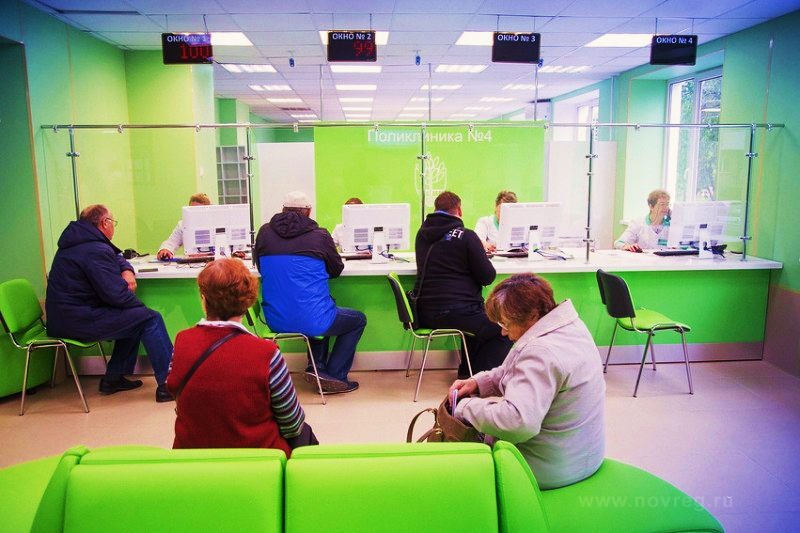 ОКНО № 1
100
ОКНО № 2
99
ОКНО № 3
ОКНО № 4
Поликлиника №4
www.novreg.ru